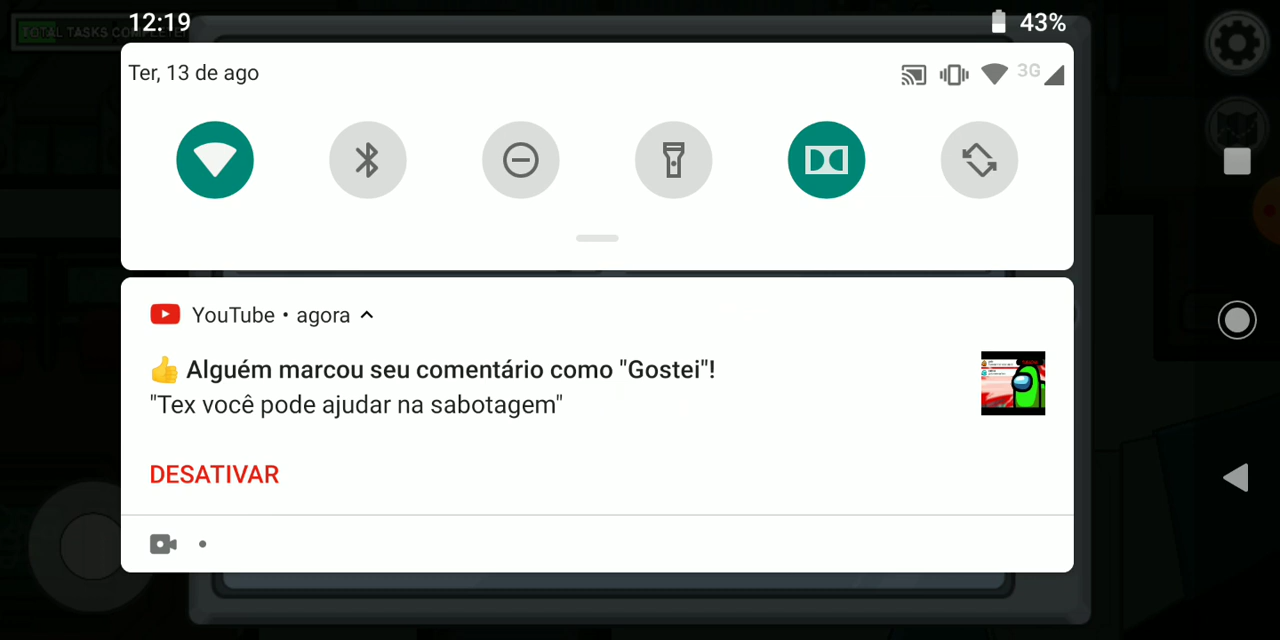 TOTAL TASKS COMPLETED
12:19
43%
Ter, 13 de ago
3G
YouTube • agora
👍 Alguém marcou seu comentário como "Gostei"!
"Tex você pode ajudar na sabotagem"
DESATIVAR